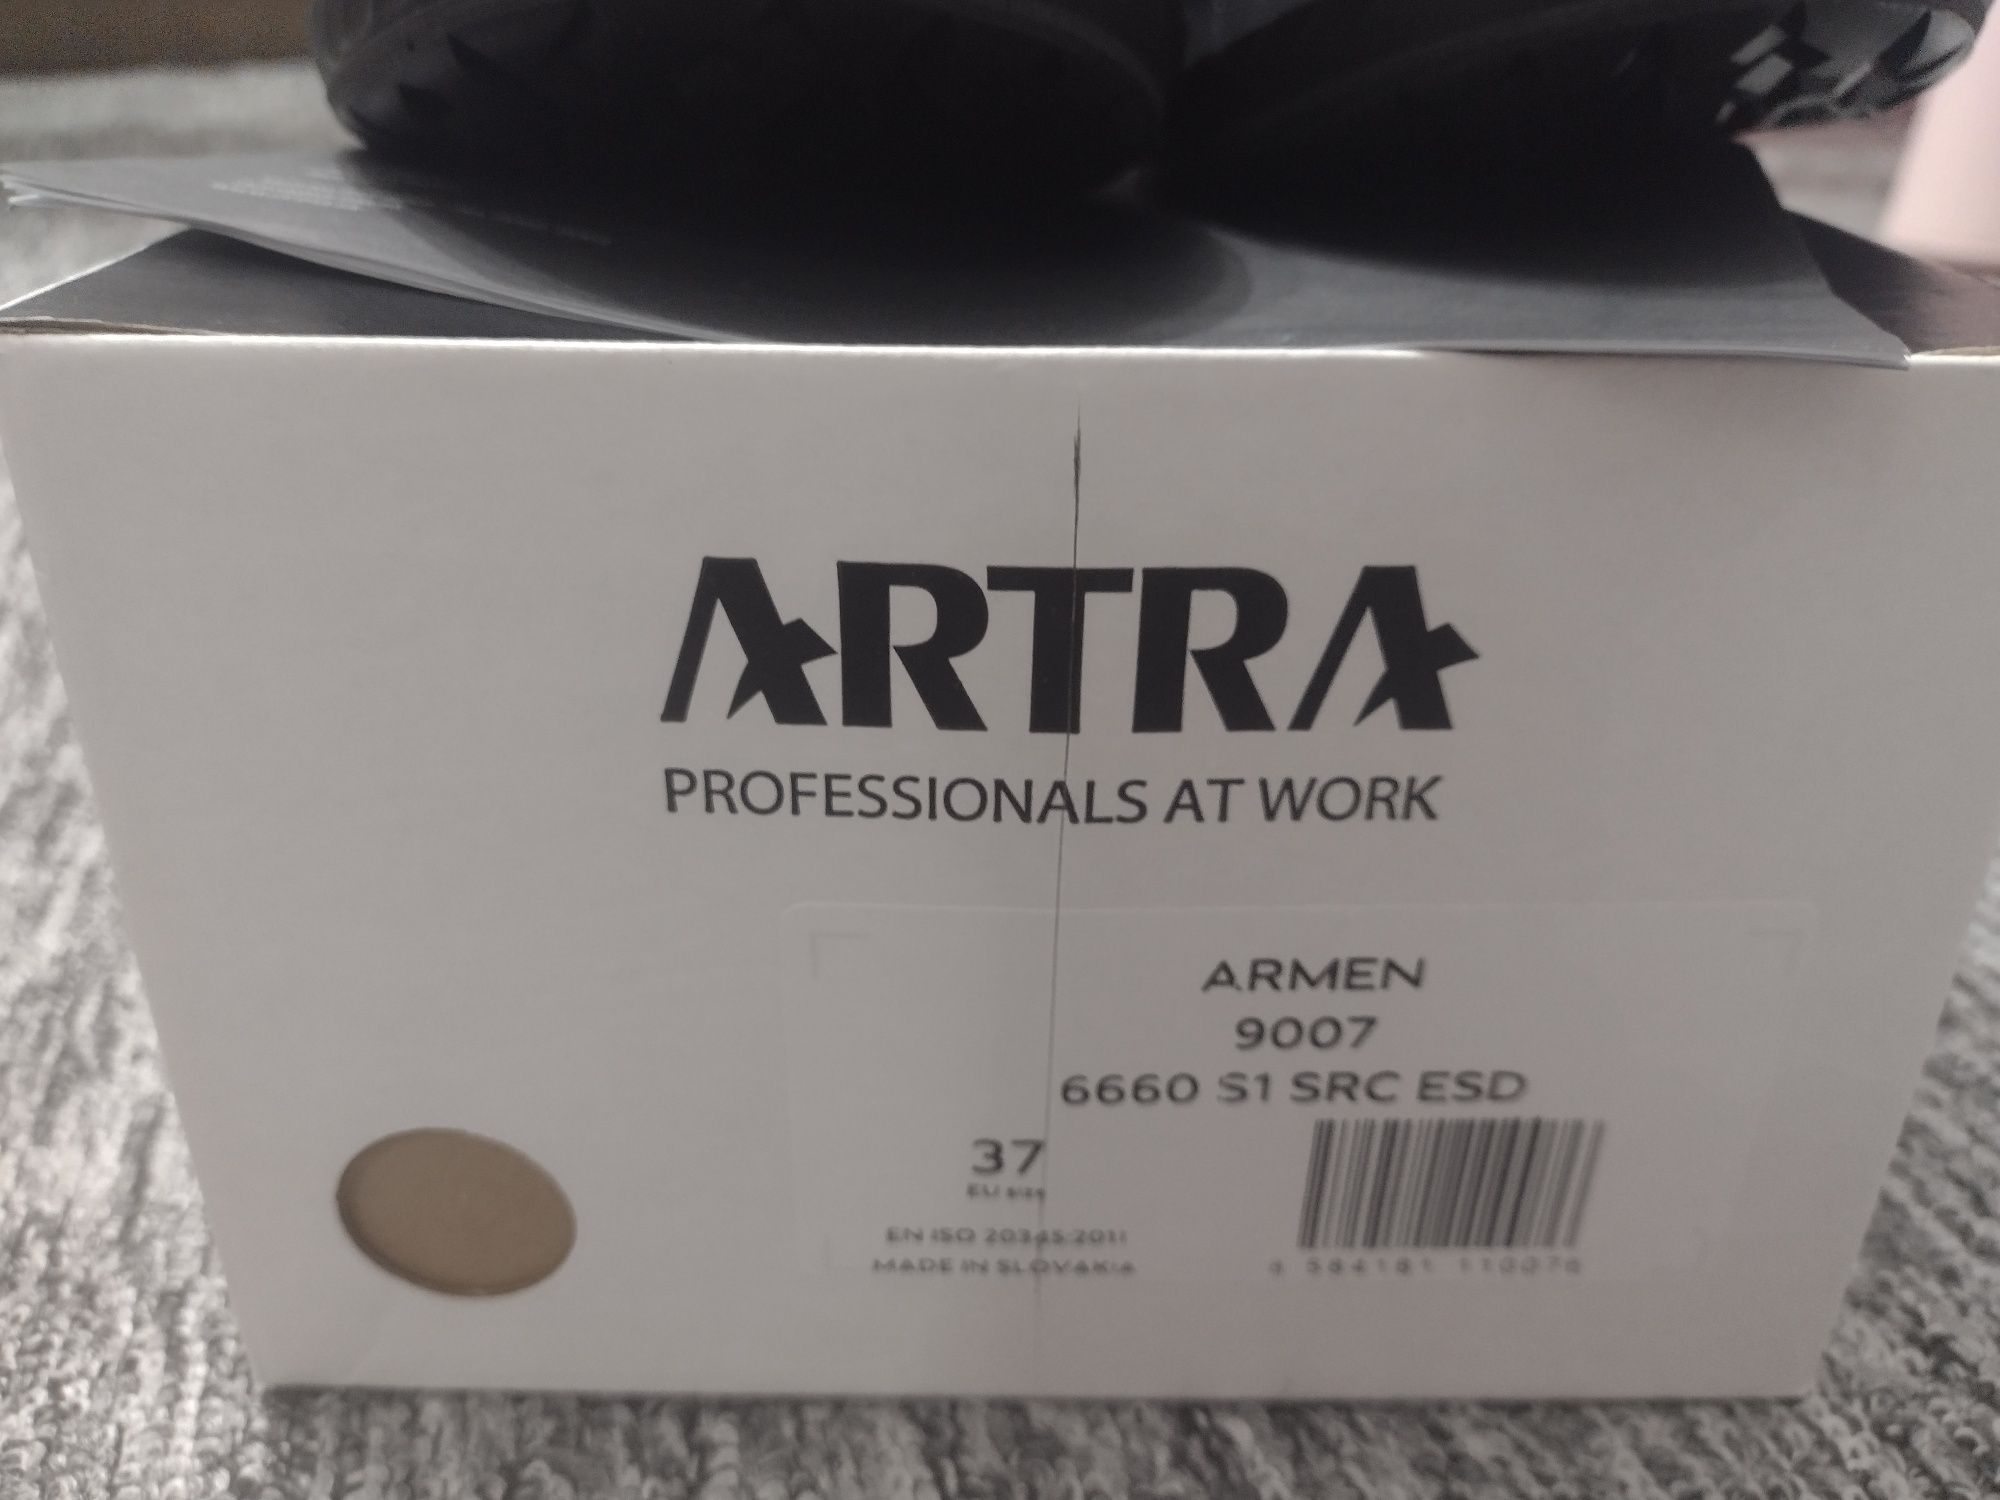 ARTRA
PROFESSIONALS AT WORK
ARMEN
9007
6660 S1 SRC ESD
37
EU size
EN ISO 20345:2011
MADE IN SLOVAKIA